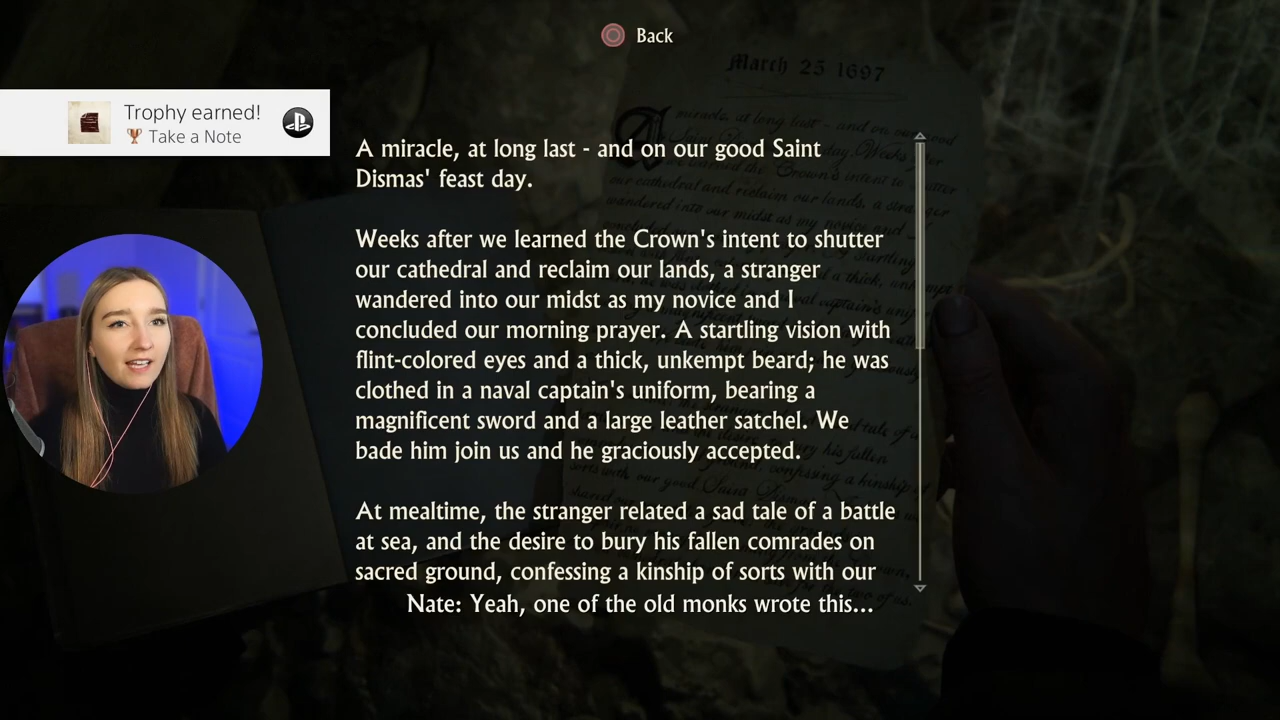 Back
March 25 1697
Trophy earned!
Take a Note
A miracle, at long last - and on our good Saint
Dismas' feast day.
Weeks after we learned the Crown's intent to shutter
our cathedral and reclaim our lands, a stranger
wandered into our midst as my novice and I
concluded our morning prayer. A startling vision with
flint-colored eyes and a thick, unkempt beard; he was
clothed in a naval captain's uniform, bearing a
magnificent sword and a large leather satchel. We
bade him join us and he graciously accepted.
At mealtime, the stranger related a sad tale of a battle
at sea, and the desire to bury his fallen comrades on
sacred ground, confessing a kinship of sorts with our
Nate: Yeah, one of the old monks wrote this...